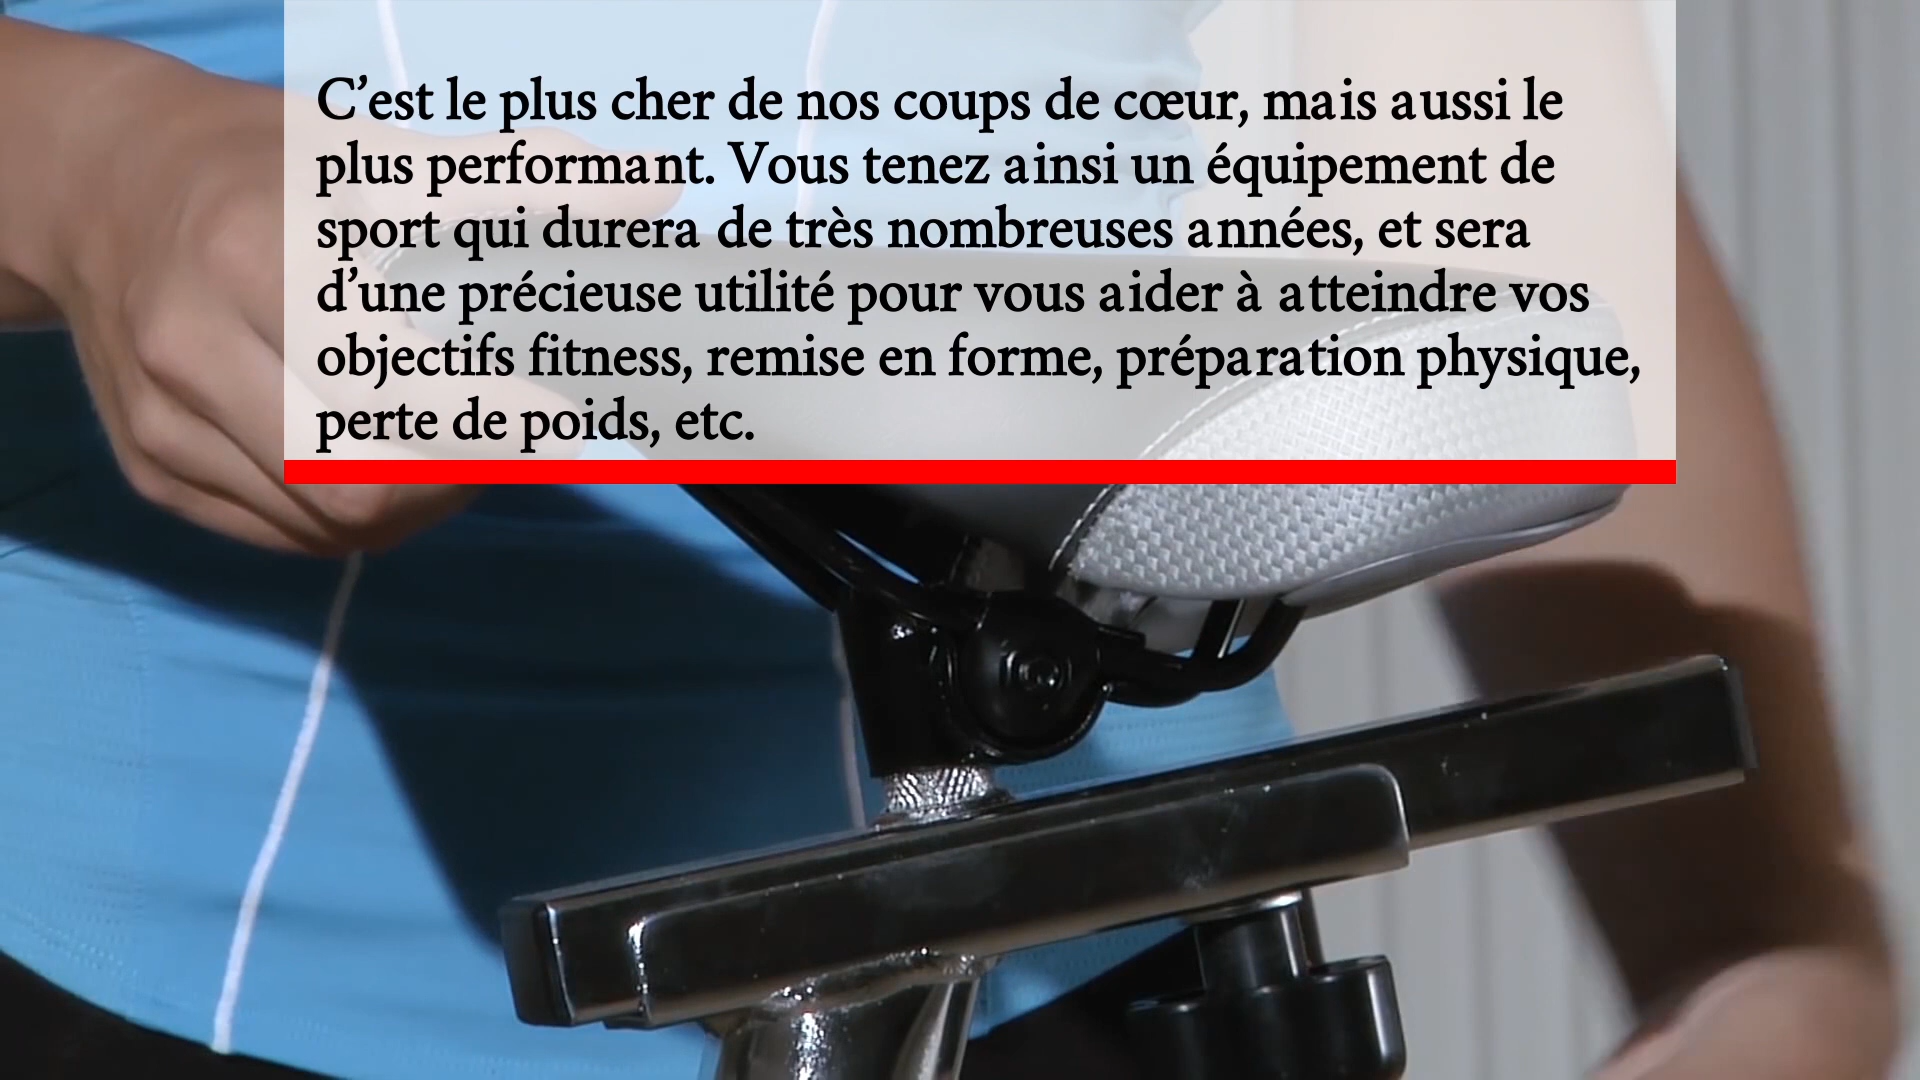 C’est le plus cher de nos coups de cœur, mais aussi le
plus performant. Vous tenez ainsi un équipement de
sport qui durera de très nombreuses années, et sera
d’une précieuse utilité pour vous aider à atteindre vos
objectifs fitness, remise en forme, préparation physique,
perte de poids, etc.